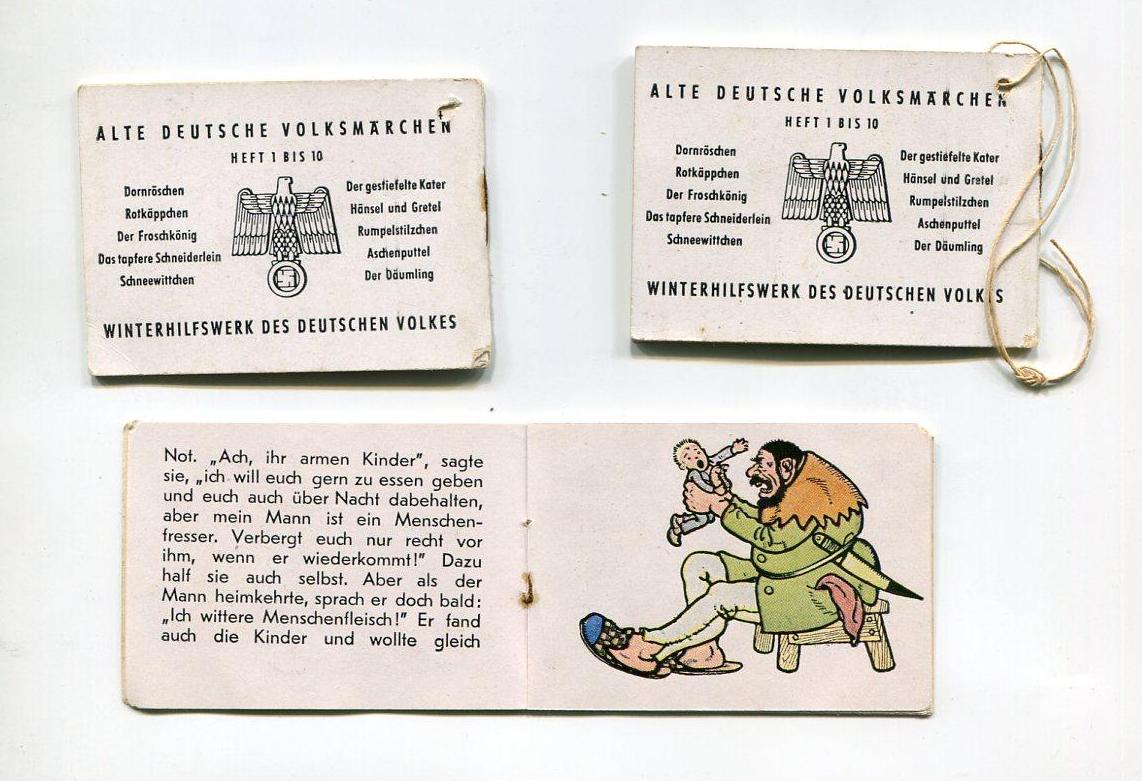 ALTE DEUTSCHE VOLKSMÄRCHEN
HEFT 1 BIS 10
Dornröschen
Rotkäppchen
Der Froschkönig
Das tapfere Schneiderlein
Schneewittchen
Der gestiefelte Kater
Hänsel und Gretel
Rumpelstilzchen
Aschenputtel
Der Däumling
WINTERHILFSWERK DES DEUTSCHEN VOLKES
ALTE DEUTSCHE VOLKSMÄRCHEN
HEFT 1 BIS 10
Dornröschen
Rotkäppchen
Der Froschkönig
Das tapfere Schneiderlein
Schneewittchen
Der gestiefelte Kater
Hänsel und Gretel
Rumpelstilzchen
Aschenputtel
Der Däumling
WINTERHILFSWERK DES DEUTSCHEN VOLKES
Not. „Ach, ihr armen Kinder", sagte
sie, „ich will euch gern zu essen geben
und euch auch über Nacht dabehalten,
aber mein Mann ist ein Menschen-
fresser. Verbergt euch nur recht vor
ihm, wenn er wiederkommt!" Dazu
half sie auch selbst. Aber als der
Mann heimkehrte, sprach er doch bald:
„Ich wittere Menschenfleisch!" Er fand
auch die Kinder und wollte gleich